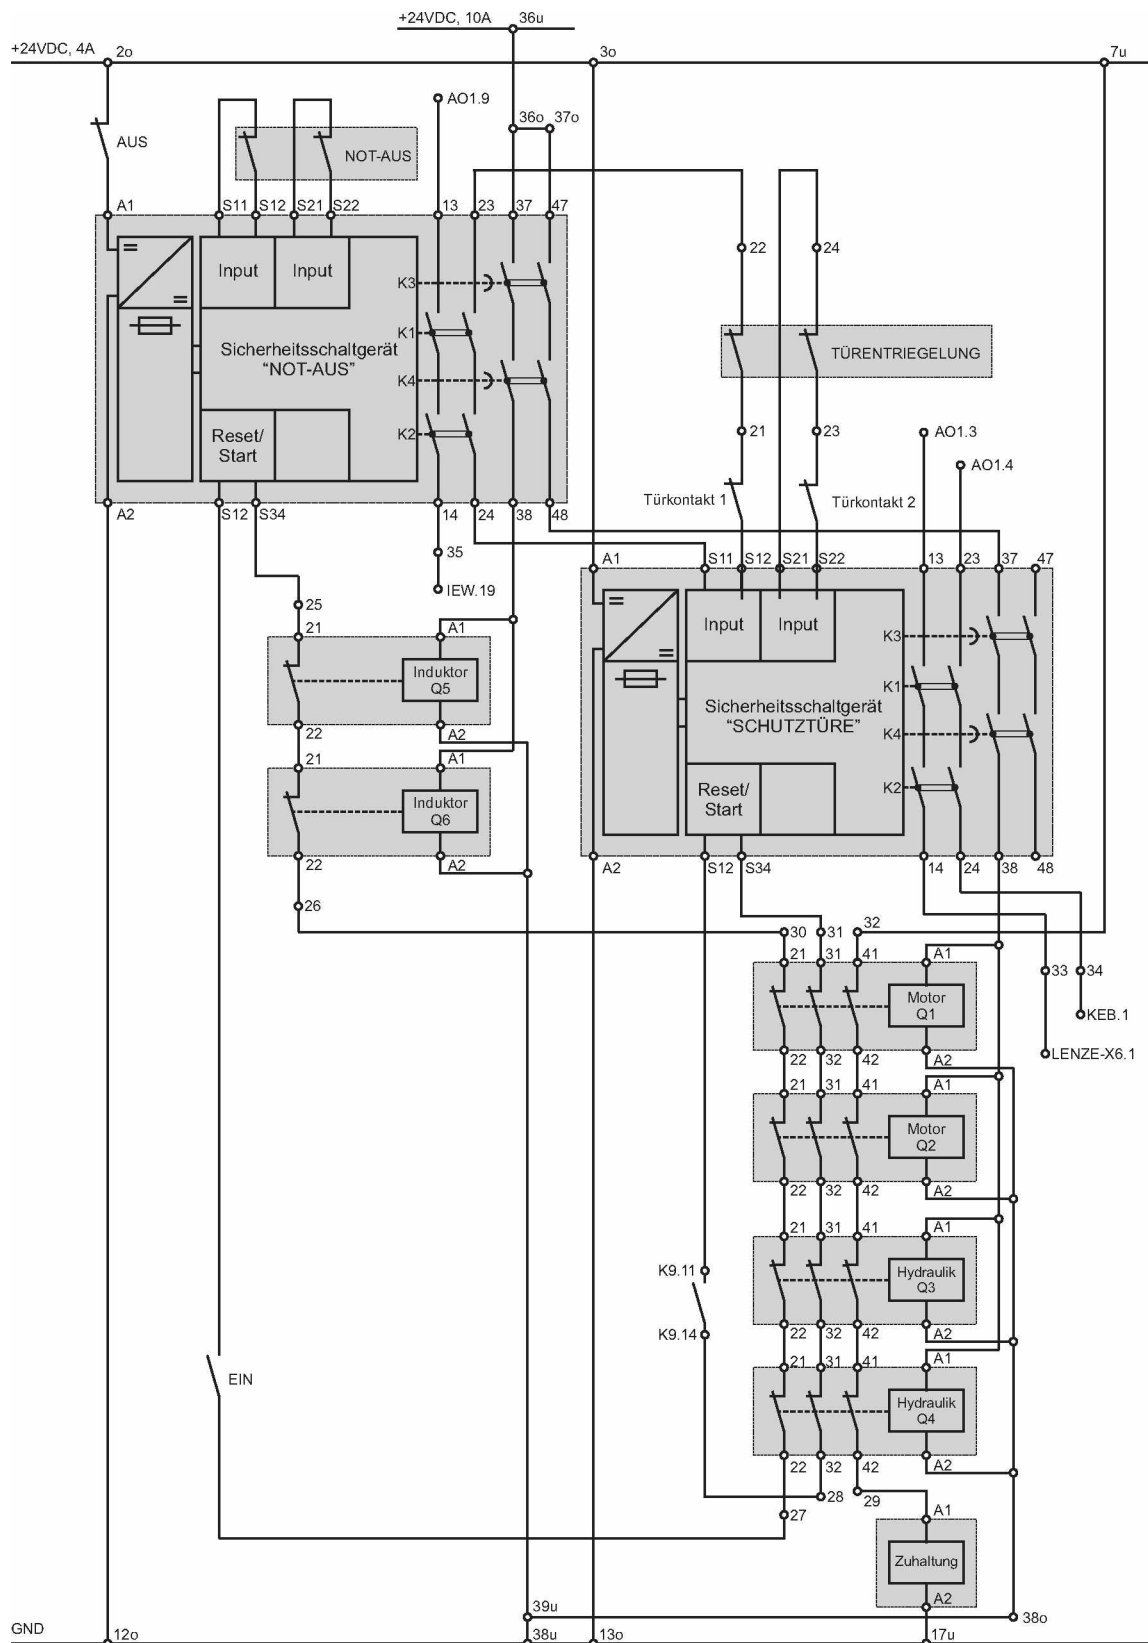 +24VDC, 10A 36u
+24VDC, 4A 2o 3o 7u
AO1.9
36o 37o
AUS
NOT-AUS
A1 S11 S12 S21 S22 13 23 37 47
22 24
Input Input
K3
K1
Sicherheitsschaltgerät
"NOT-AUS"
TÜRENTRIEGELUNG
K4
Reset/
Start
K2
21 23 AO1.3
AO1.4
Türkontakt 1 Türkontakt 2
A2 S12 S34 14 24 38 48
35
A1 S11 S12 S21 S22 13 23 37 47
IEW.19
25
21 A1
Input Input
K3
Induktor
Q5
K1
Sicherheitsschaltgerät
"SCHUTZTÜRE"
22 A2
K4
21 A1
Reset/
Start
K2
Induktor
Q6
22 A2
A2 S12 S34 14 24 38 48
26
30 31 32
21 31 41 A1
33 34
Motor
Q1
KEB.1
22 32 42 A2
LENZE-X6.1
21 31 41 A1
Motor
Q2
22 32 42 A2
21 31 41 A1
K9.11
Hydraulik
Q3
22 32 42 A2
K9.14
21 31 41 A1
EIN
Hydraulik
Q4
22 32 42 A2
28 29
27
A1
Zuhaltung
A2
39u 38o
GND 12o 38u 13o 17u